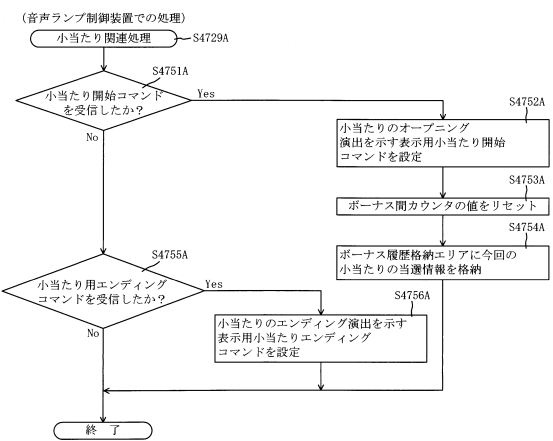 （音声ランプ制御装置での処理）
小当たり関連処理
S4729A
S4751A
小当たり開始コマンド
を受信したか？
Yes
No
S4752A
小当たりのオープニング
演出を示す表示用小当たり開始
コマンドを設定
S4753A
ボーナス間カウンタの値をリセット
S4754A
ボーナス履歴格納エリアに今回の
小当たりの当選情報を格納
S4755A
小当たり用エンディング
コマンドを受信したか？
Yes
No
S4756A
小当たりのエンディング演出を示す
表示用小当たりエンディング
コマンドを設定
終 了